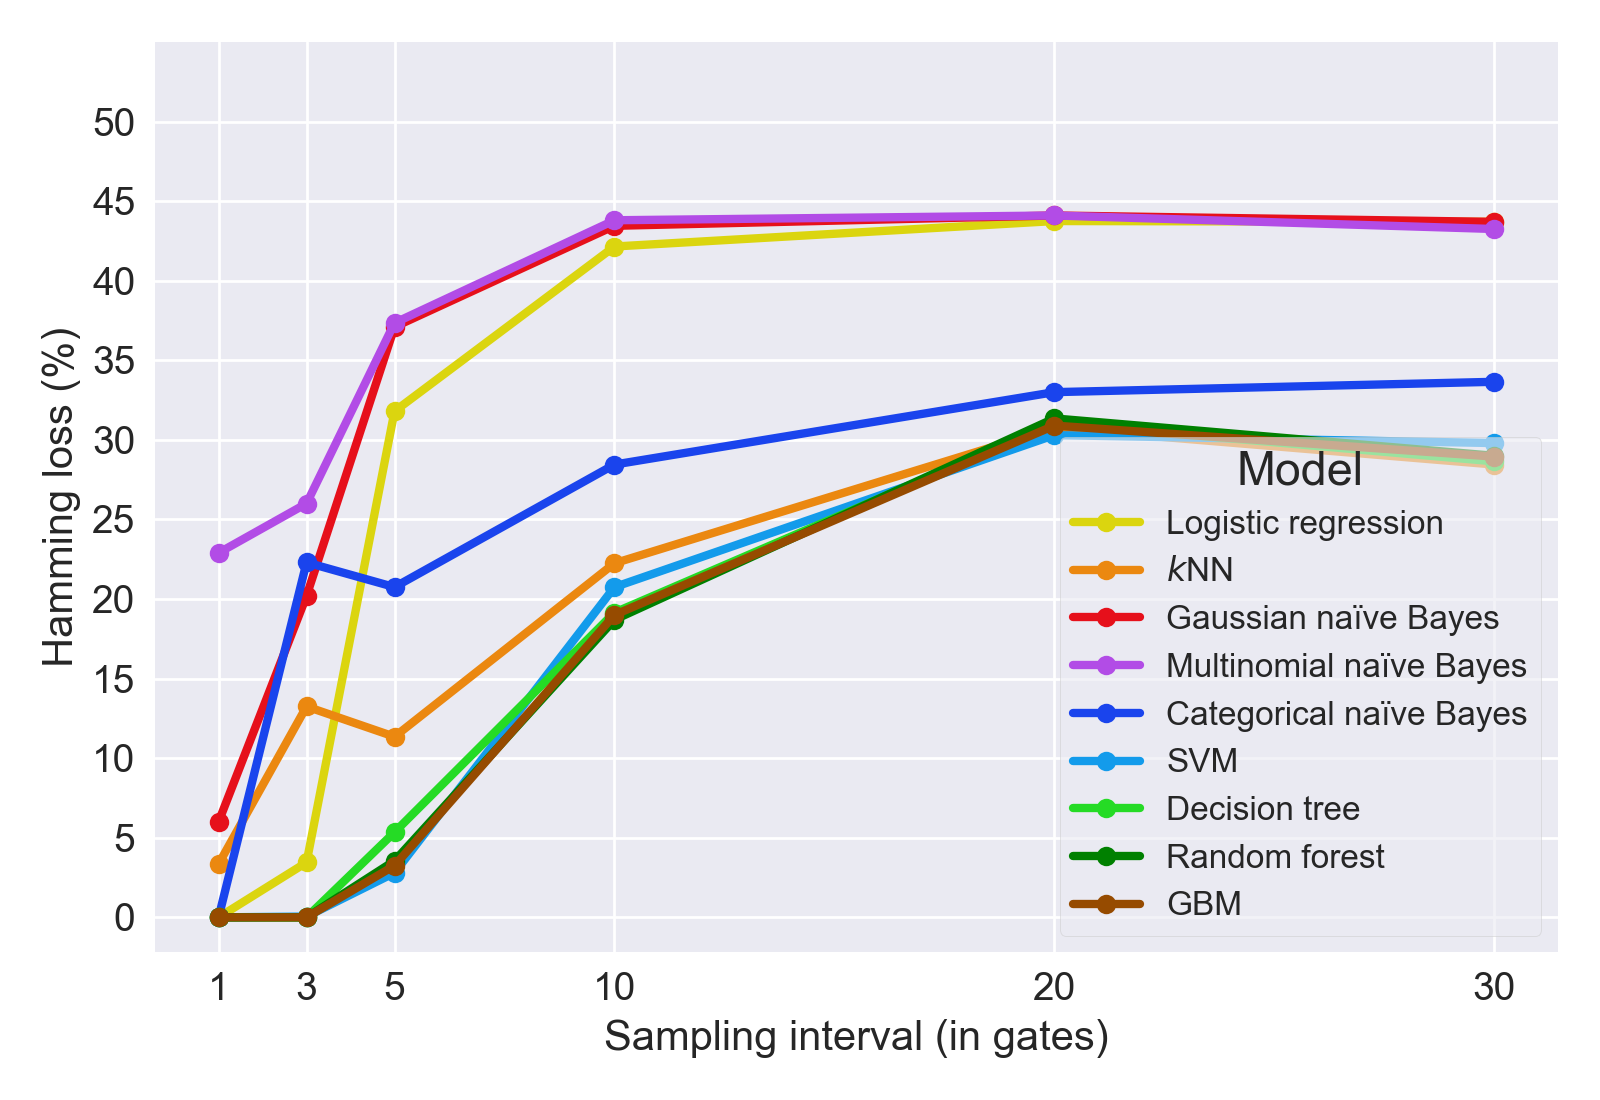 50
45
40
35
30
25
20
15
10
5
0
Hamming loss (%)
1 3 5 10 20 30
Sampling interval (in gates)
Model
Logistic regression
kNN
Gaussian naïve Bayes
Multinomial naïve Bayes
Categorical naïve Bayes
SVM
Decision tree
Random forest
GBM